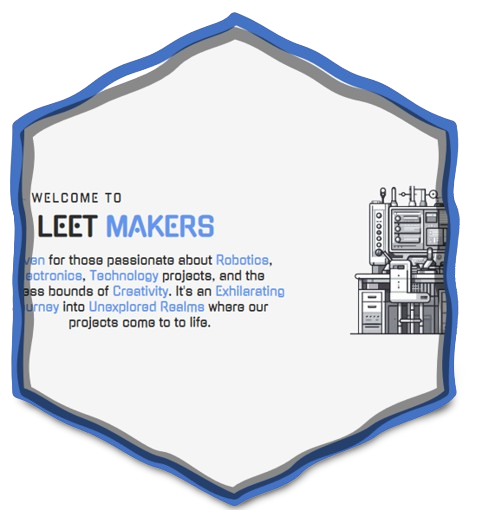 WELCOME TO
LEET MAKERS
ven for those passionate about Robotics,
ectronics, Technology projects, and the
ess bounds of Creativity. It's an Exhilarating
urney into Unexplored Realms where our
projects come to to life.